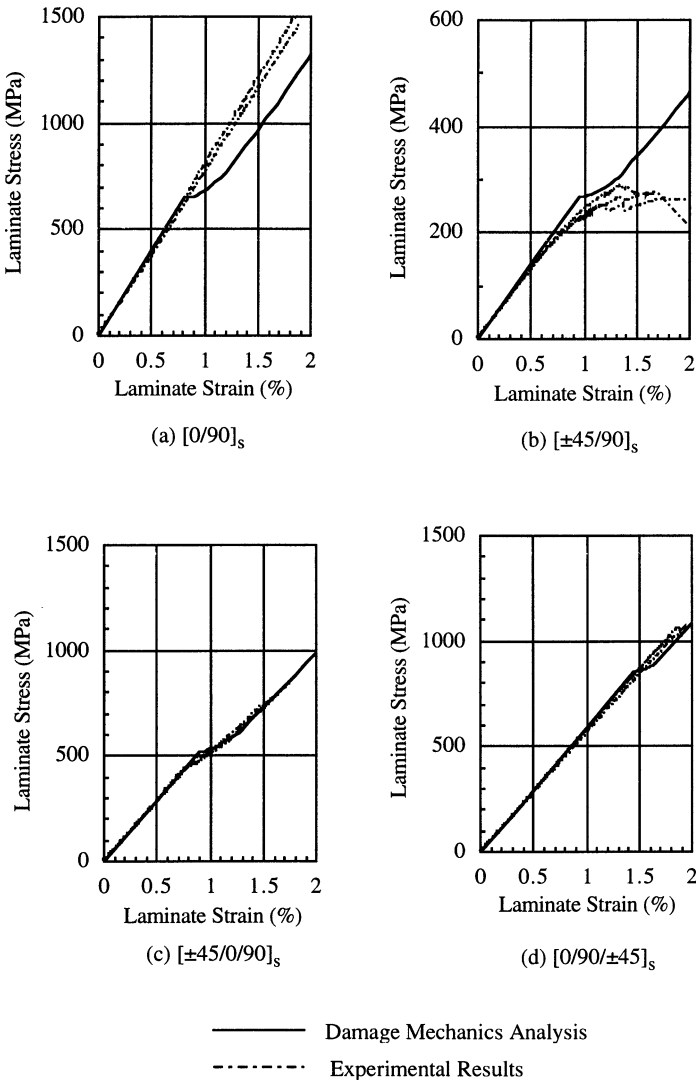 1500
1000
500
0
Laminate Stress (MPa)
0 0.5 1 1.5 2
Laminate Strain (%)
(a) [0/90]s
600
400
200
0
Laminate Stress (MPa)
0 0.5 1 1.5 2
Laminate Strain (%)
(b) [±45/90]s
1500
1000
500
0
Laminate Stress (MPa)
0 0.5 1 1.5 2
Laminate Strain (%)
(c) [±45/0/90]s
1500
1000
500
0
Laminate Stress (MPa)
0 0.5 1 1.5 2
Laminate Strain (%)
(d) [0/90/±45]s
Damage Mechanics Analysis
Experimental Results